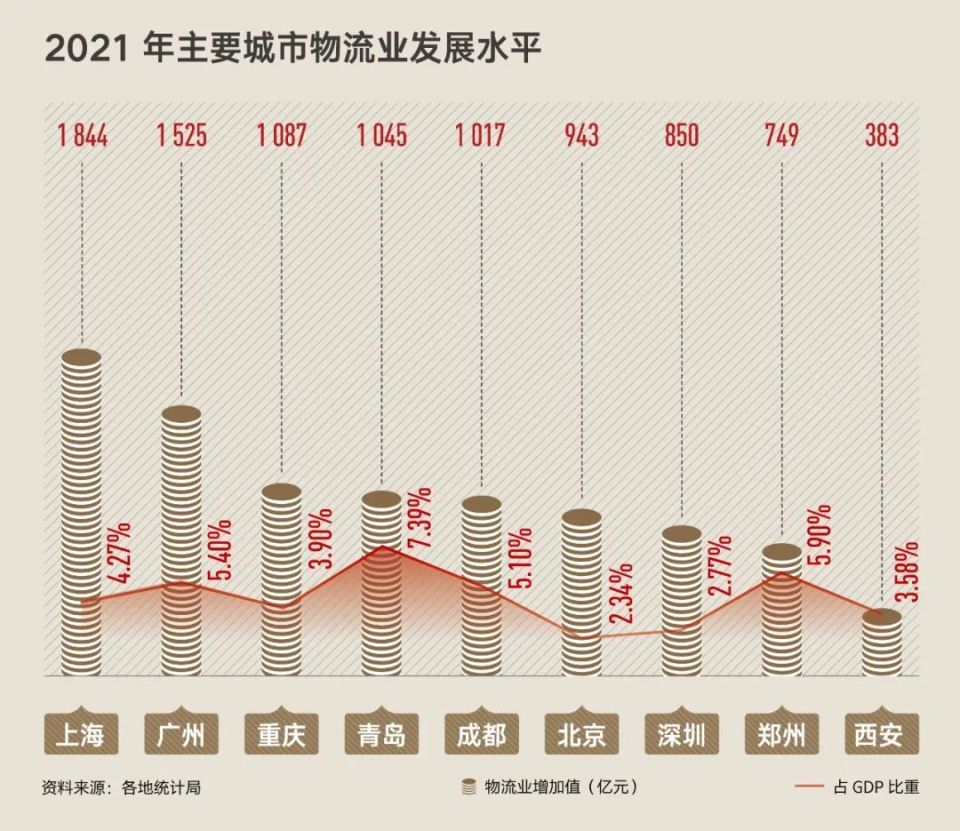 2021 年主要城市物流业发展水平
1 844 1 525 1 087 1 045 1 017 943 850 749 383
4.27% 5.40% 3.90% 7.39% 5.10% 2.34% 2.77% 5.90% 3.58%
上海 广州 重庆 青岛 成都 北京 深圳 郑州 西安
资料来源：各地统计局 物流业增加值（亿元） 占 GDP 比重